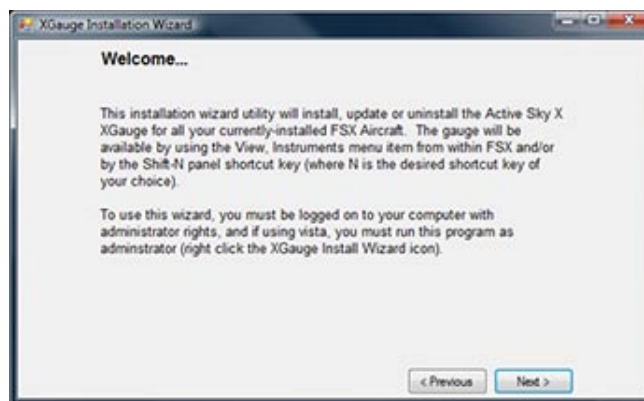 XGauge Installation Wizard
Welcome...
This installation wizard utility will install, update or uninstall the Active Sky X
XGauge for all your currently-installed FSX Aircraft. The gauge will be
available by using the View, Instruments menu item from within FSX and/or
by the Shift-N panel shortcut key (where N is the desired shortcut key of
your choice).
To use this wizard, you must be logged on to your computer with
administrator rights, and if using vista, you must run this program as
adminstrator (right click the XGauge Install Wizard icon).
< Previous
Next >